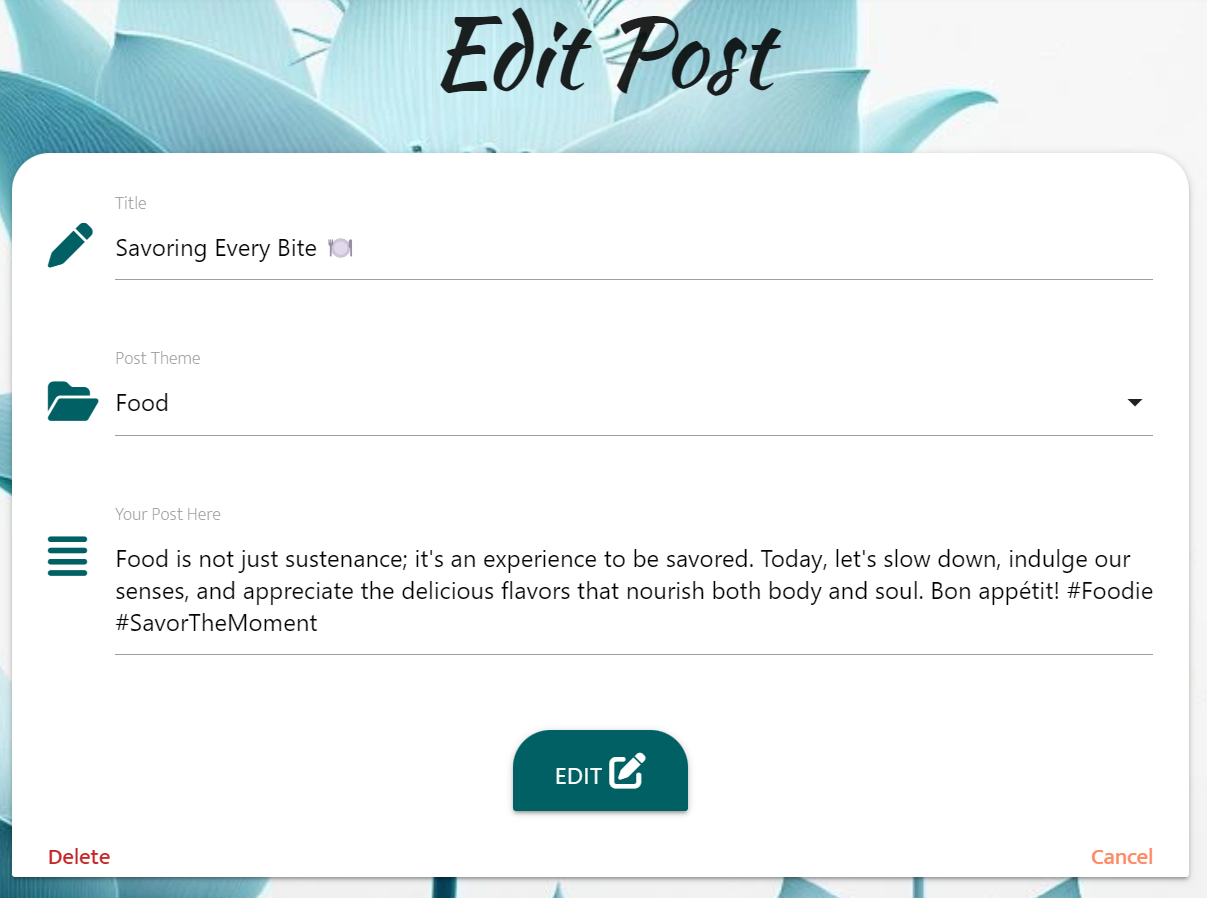 Edit Post
Title
Savoring Every Bite 🍽️
Post Theme
Food
Your Post Here
Food is not just sustenance; it's an experience to be savored. Today, let's slow down, indulge our
senses, and appreciate the delicious flavors that nourish both body and soul. Bon appétit! #Foodie
#SavorTheMoment
EDIT
Delete
Cancel